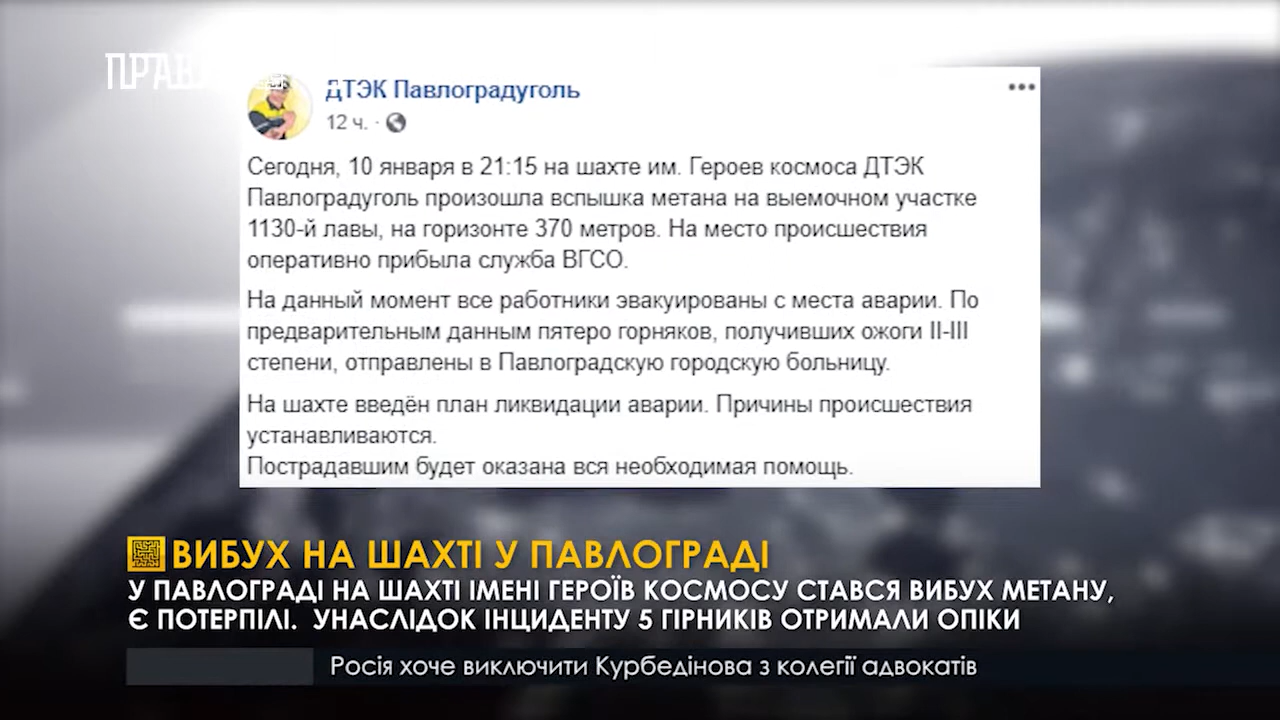 ДТЭК Павлоградуголь
12 ч.
Сегодня, 10 января в 21:15 на шахте им. Героев космоса ДТЭК
Павлоградуголь произошла вспышка метана на выемочном участке
1130-й лавы, на горизонте 370 метров. На место происшествия
оперативно прибыла служба ВГСО.
На данный момент все работники эвакуированы с места аварии. По
предварительным данным пятеро горняков, получивших ожоги II-III
степени, отправлены в Павлоградскую городскую больницу.
На шахте введён план ликвидации аварии. Причины происшествия
устанавливаются.
Пострадавшим будет оказана вся необходимая помощь.
ВИБУХ НА ШАХТІ У ПАВЛОГРАДІ
У ПАВЛОГРАДІ НА ШАХТІ ІМЕНІ ГЕРОЇВ КОСМОСУ СТАВСЯ ВИБУХ МЕТАНУ,
Є ПОТЕРПІЛІ. УНАСЛІДОК ІНЦИДЕНТУ 5 ГІРНИКІВ ОТРИМАЛИ ОПІКИ
Росія хоче виключити Курбедінова з колегії адвокатів